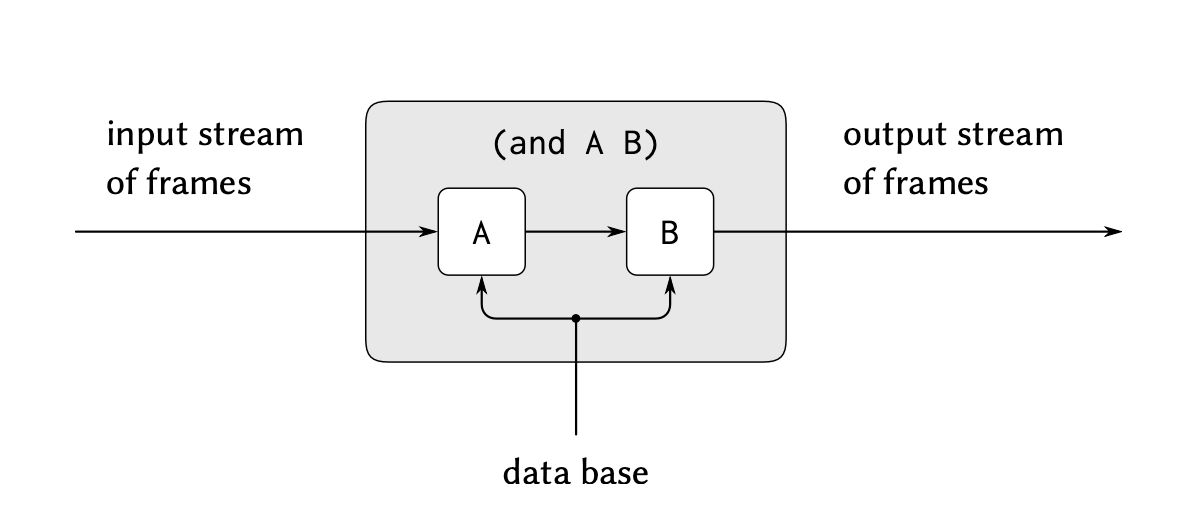 input stream
of frames
(and A B)
output stream
of frames
A
B
data base